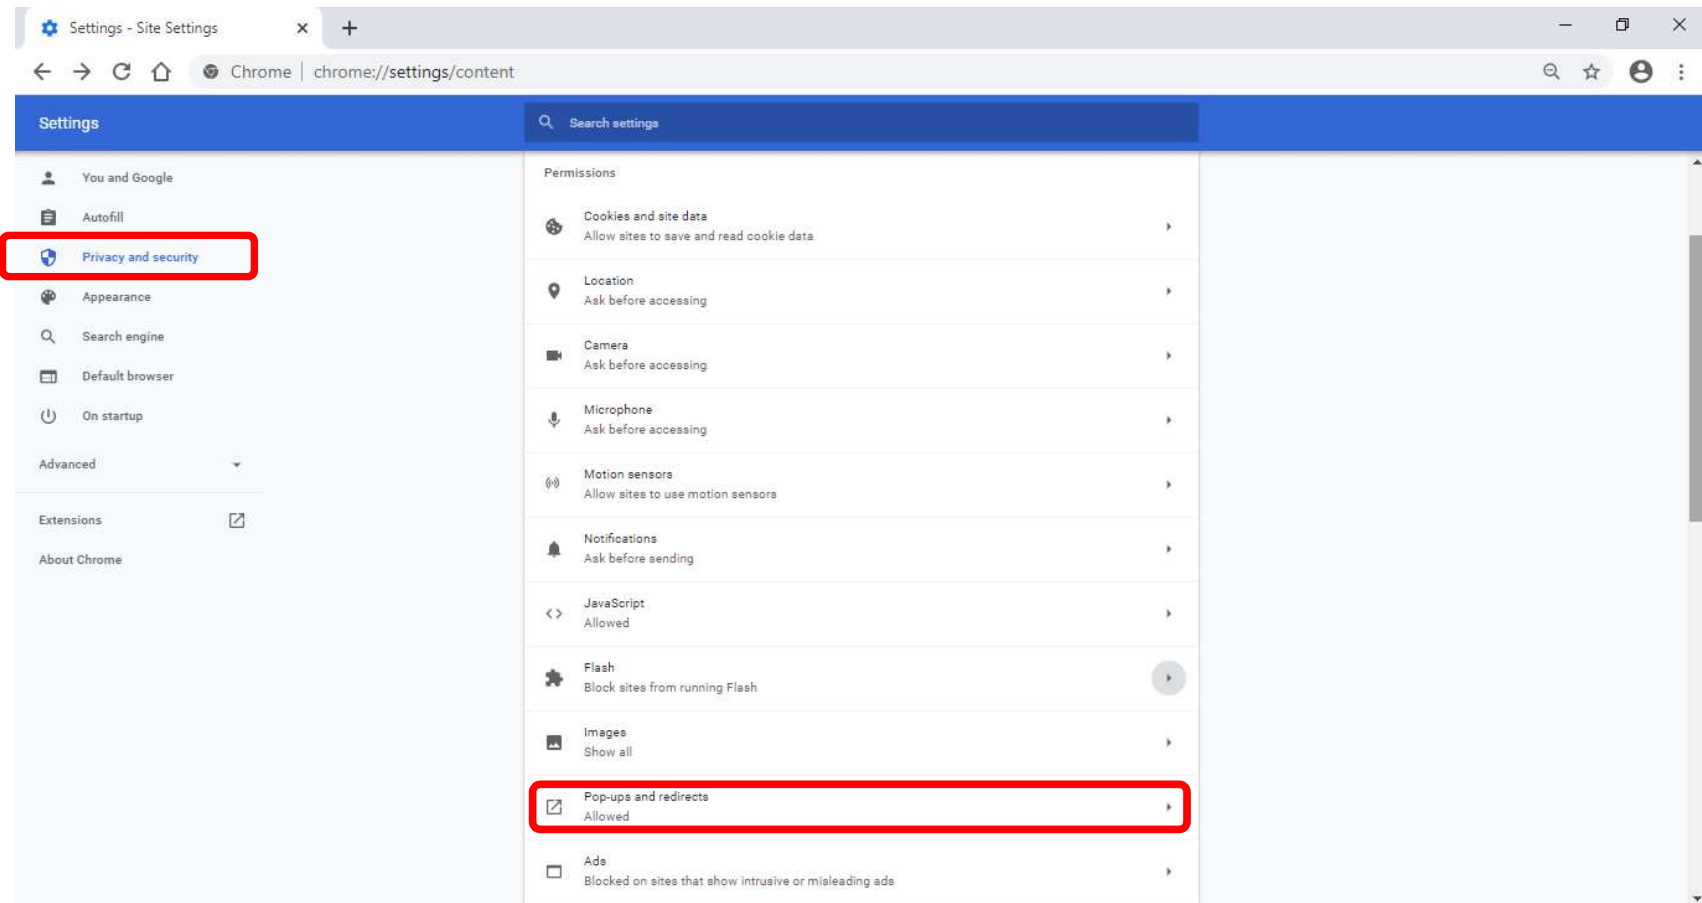 Settings - Site Settings
Chrome | chrome://settings/content
Settings
Search settings
You and Google
Autofill
Privacy and security
Appearance
Search engine
Default browser
On startup
Advanced
Extensions
About Chrome
Permissions
Cookies and site data
Allow sites to save and read cookie data
Location
Ask before accessing
Camera
Ask before accessing
Microphone
Ask before accessing
Motion sensors
Allow sites to use motion sensors
Notifications
Ask before sending
JavaScript
Allowed
Flash
Block sites from running Flash
Images
Show all
Pop-ups and redirects
Allowed
Ads
Blocked on sites that show intrusive or misleading ads